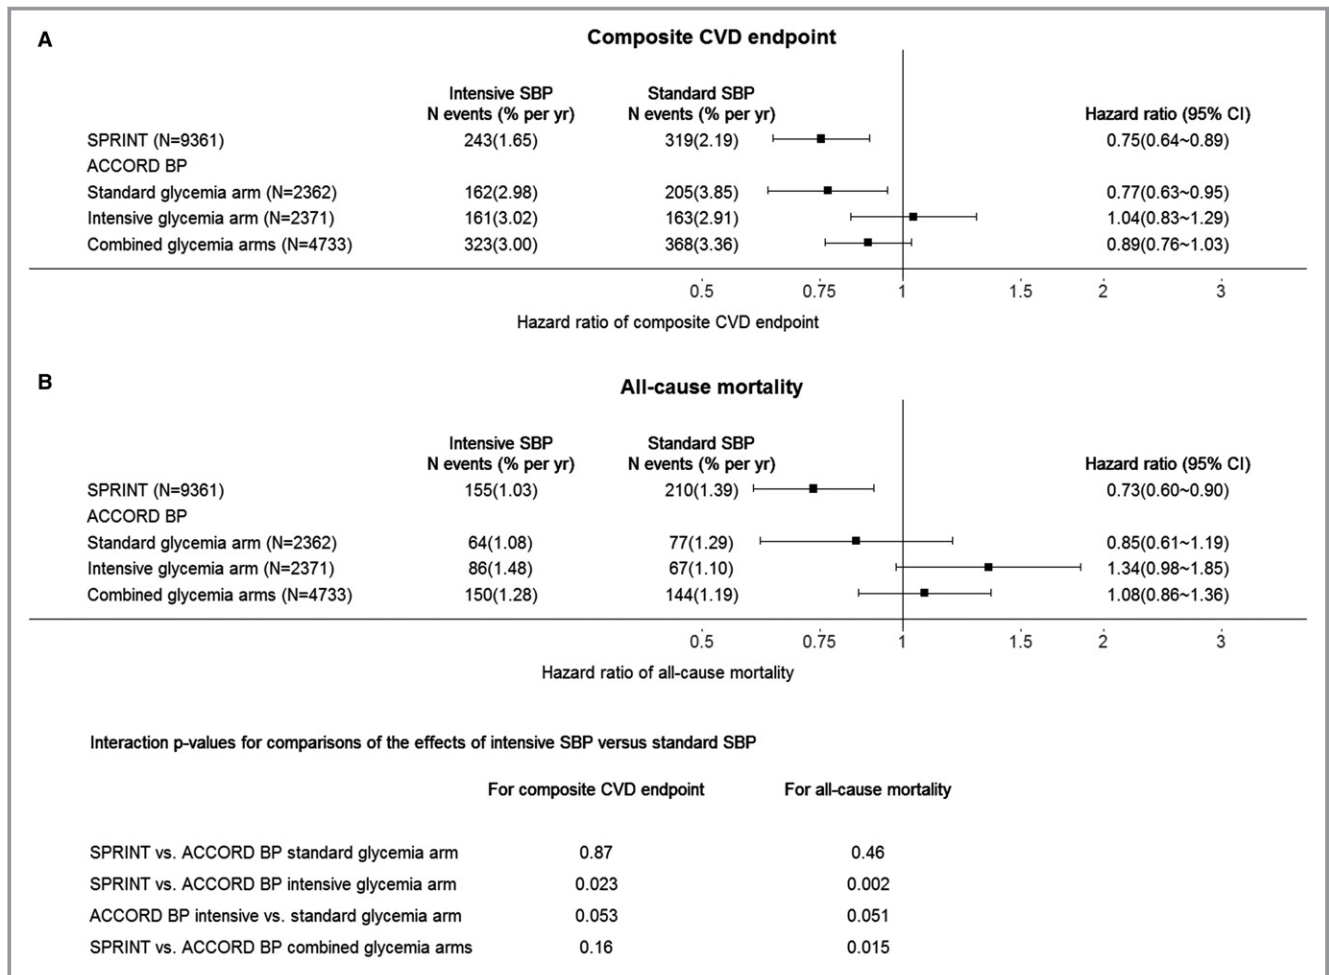 A
Composite CVD endpoint
Intensive SBP Standard SBP
N events (% per yr) N events (% per yr) Hazard ratio (95% CI)
SPRINT (N=9361) 243(1.65) 319(2.19) 0.75(0.64~0.89)
ACCORD BP
Standard glycemia arm (N=2362) 162(2.98) 205(3.85) 0.77(0.63~0.95)
Intensive glycemia arm (N=2371) 161(3.02) 163(2.91) 1.04(0.83~1.29)
Combined glycemia arms (N=4733) 323(3.00) 368(3.36) 0.89(0.76~1.03)
0.5 0.75 1 1.5 2 3
Hazard ratio of composite CVD endpoint
B
All-cause mortality
Intensive SBP Standard SBP
N events (% per yr) N events (% per yr) Hazard ratio (95% CI)
SPRINT (N=9361) 155(1.03) 210(1.39) 0.73(0.60~0.90)
ACCORD BP
Standard glycemia arm (N=2362) 64(1.08) 77(1.29) 0.85(0.61~1.19)
Intensive glycemia arm (N=2371) 86(1.48) 67(1.10) 1.34(0.98~1.85)
Combined glycemia arms (N=4733) 150(1.28) 144(1.19) 1.08(0.86~1.36)
0.5 0.75 1 1.5 2 3
Hazard ratio of all-cause mortality
Interaction p-values for comparisons of the effects of intensive SBP versus standard SBP
For composite CVD endpoint For all-cause mortality
SPRINT vs. ACCORD BP standard glycemia arm 0.87 0.46
SPRINT vs. ACCORD BP intensive glycemia arm 0.023 0.002
ACCORD BP intensive vs. standard glycemia arm 0.053 0.051
SPRINT vs. ACCORD BP combined glycemia arms 0.16 0.015